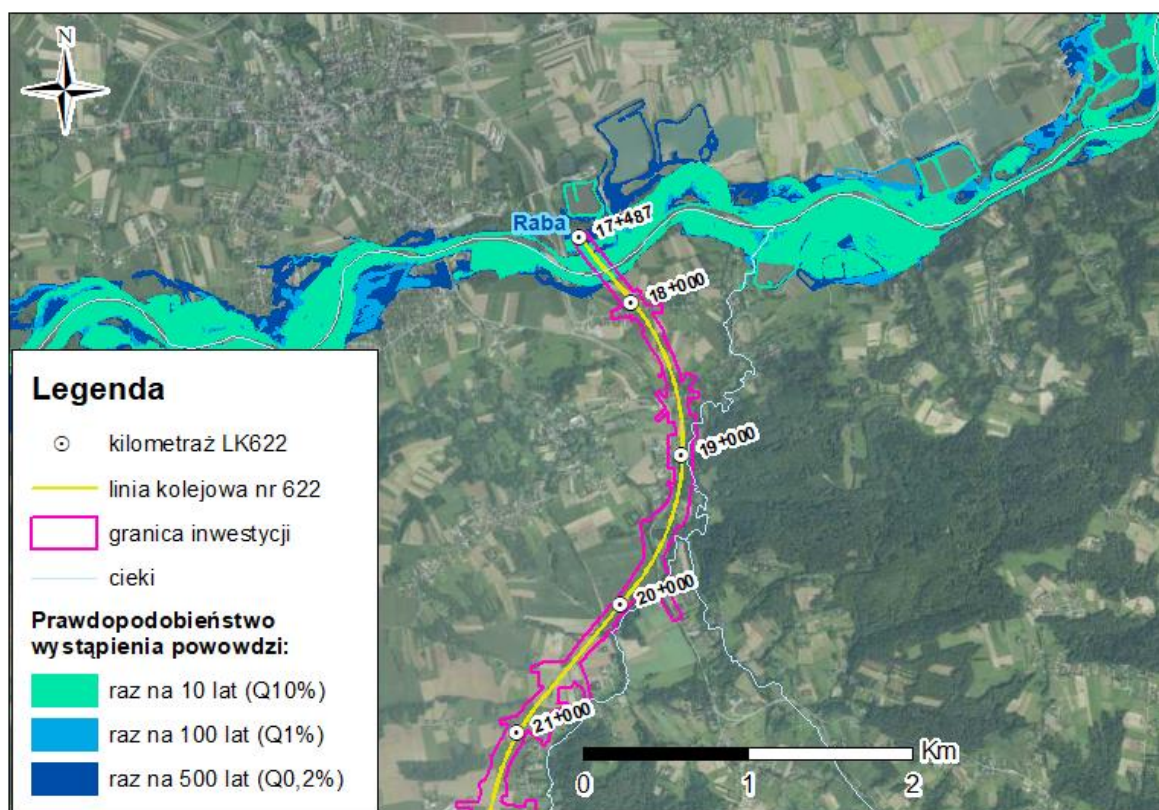 N
Raba
17+487
18+000
19+000
20+000
21+000
Legenda
kilometraż LK622
linia kolejowa nr 622
granica inwestycji
cieki
Prawdopodobieństwo
wystąpienia powowdzi:
raz na 10 lat (Q10%)
raz na 100 lat (Q1%)
raz na 500 lat (Q0,2%)
Km
0 1 2